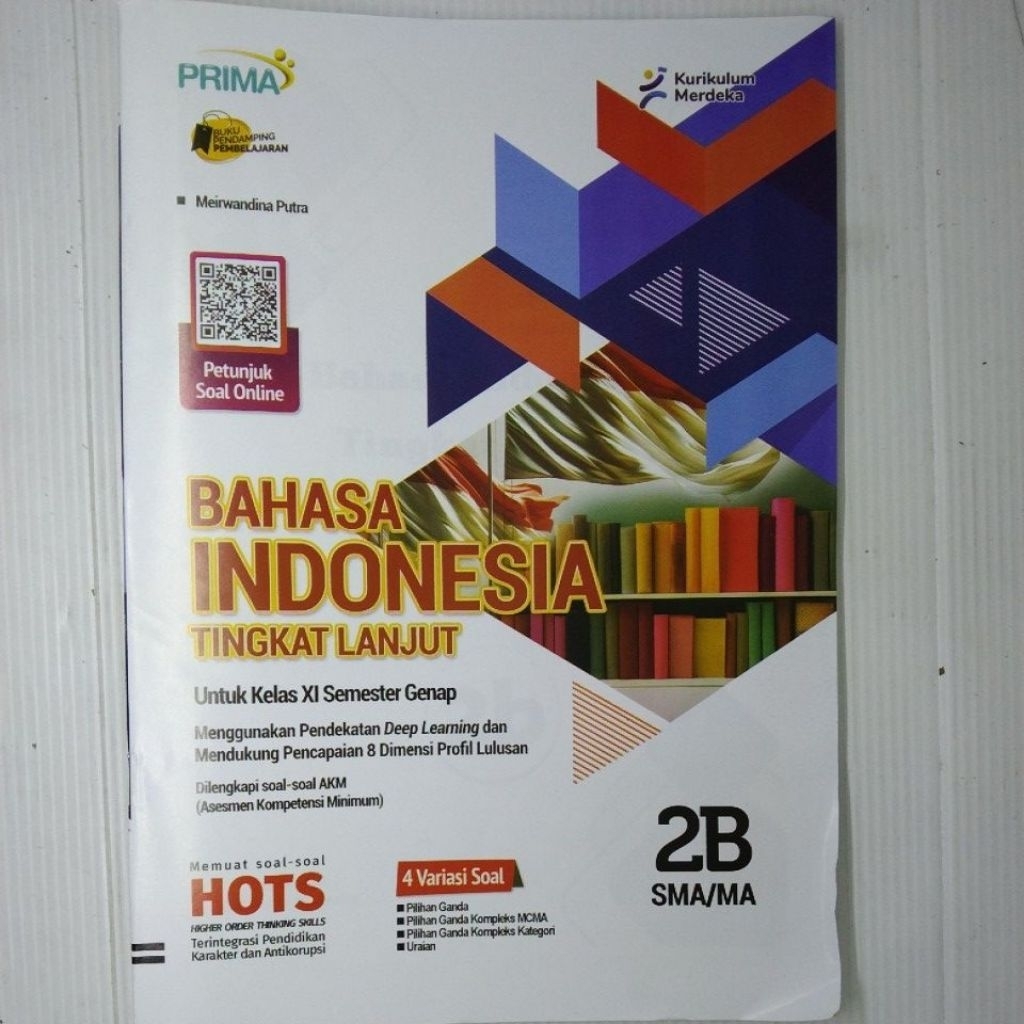 PRIMA
Kurikulum
Merdeka
BUKU
PENDAMPING
PEMBELAJARAN
Meirwandina Putra
Petunjuk
Soal Online
BAHASA
INDONESIA
TINGKAT LANJUT
Untuk Kelas XI Semester Genap
Menggunakan Pendekatan Deep Learning dan
Mendukung Pencapaian 8 Dimensi Profil Lulusan
Dilengkapi soal-soal AKM
(Asesmen Kompetensi Minimum)
2B
SMA/MA
Memuat soal-soal
HOTS
HIGHER ORDER THINKING SKILLS
Terintegrasi Pendidikan
Karakter dan Antikorupsi
4 Variasi Soal
Pilihan Ganda
Pilihan Ganda Kompleks MCMA
Pilihan Ganda Kompleks Kategori
Uraian